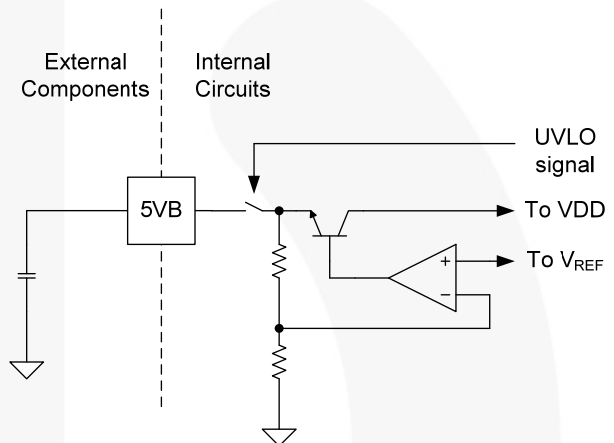 External
Components
Internal
Circuits
UVLO
signal
5VB
To VDD
To VREF
+
−